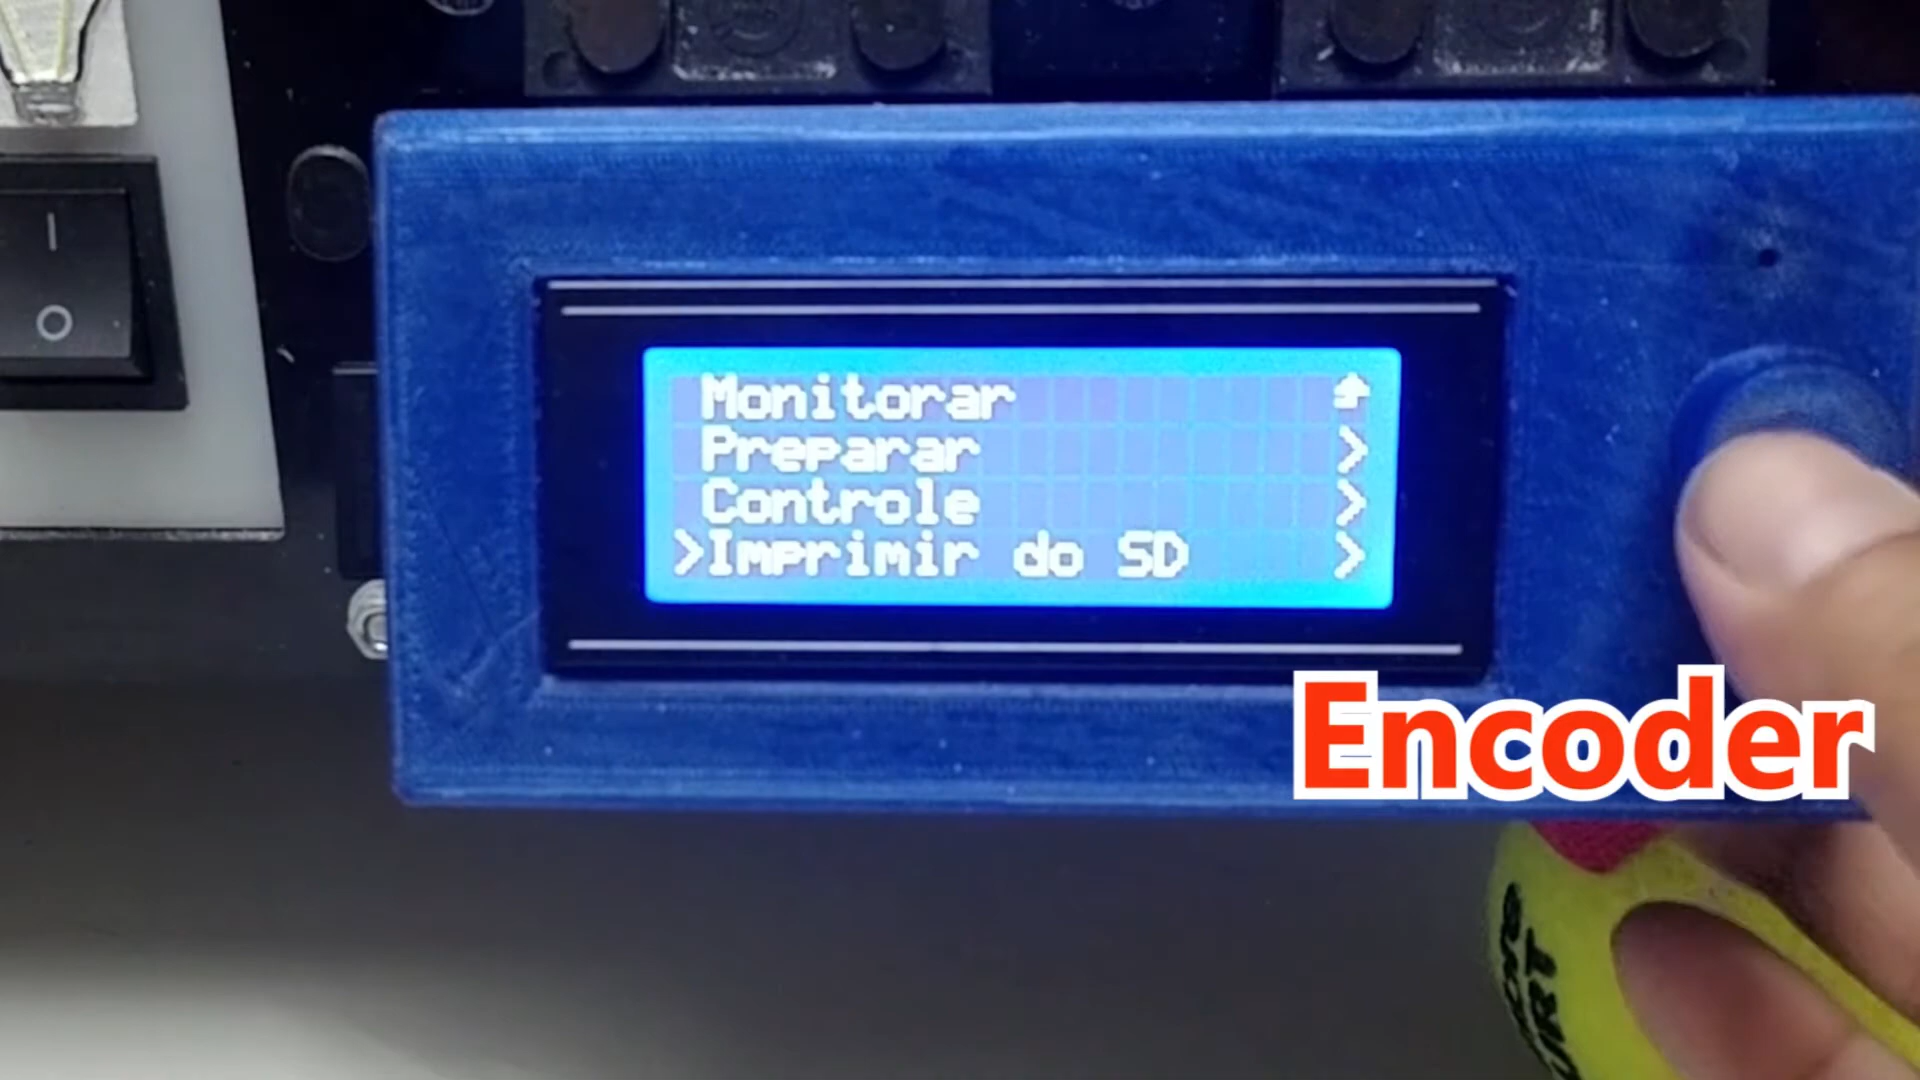 Monitorar
Preparar >
Controle >
>Imprimir do SD >
Encoder